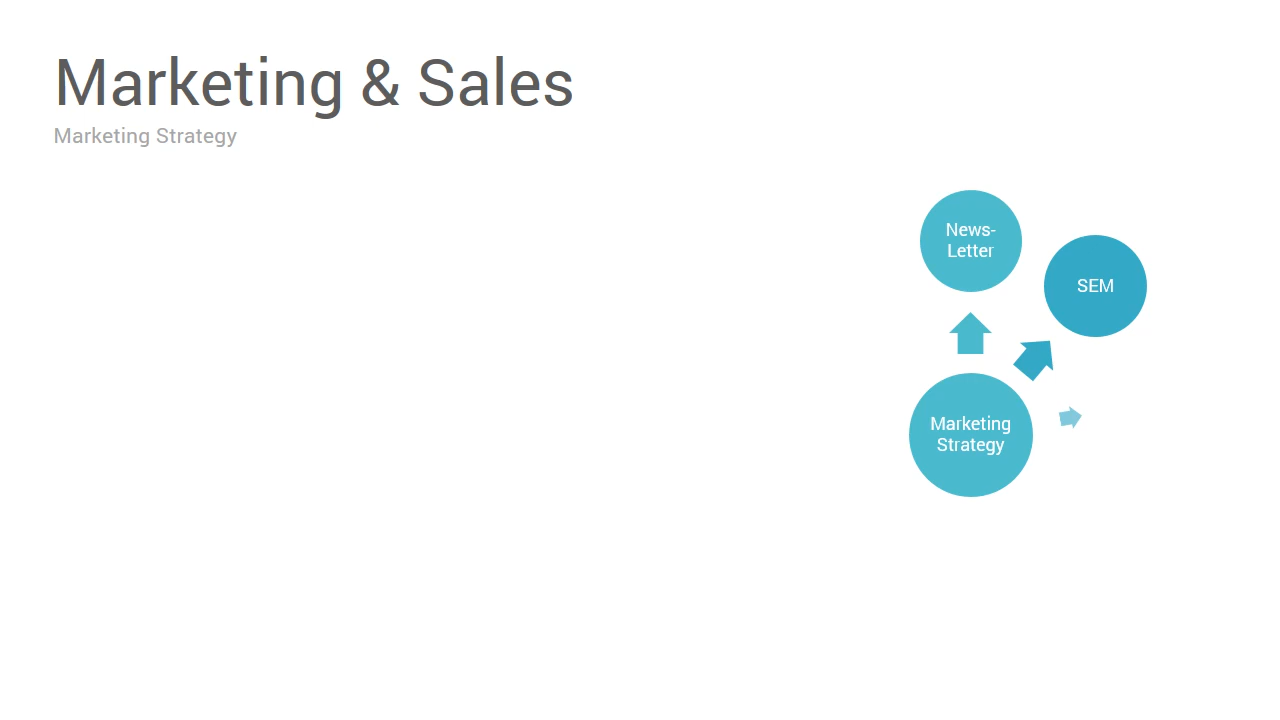 Marketing & Sales
Marketing Strategy
News-
Letter
SEM
Marketing
Strategy